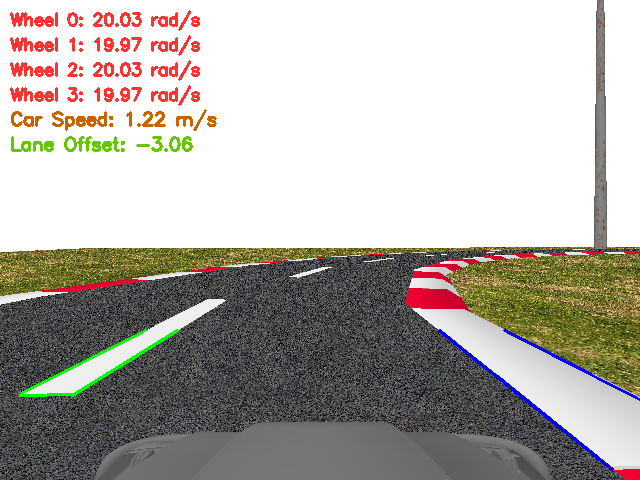 Wheel 0: 20.03 rad/s
Wheel 1: 19.97 rad/s
Wheel 2: 20.03 rad/s
Wheel 3: 19.97 rad/s
Car Speed: 1.22 m/s
Lane Offset: -3.06